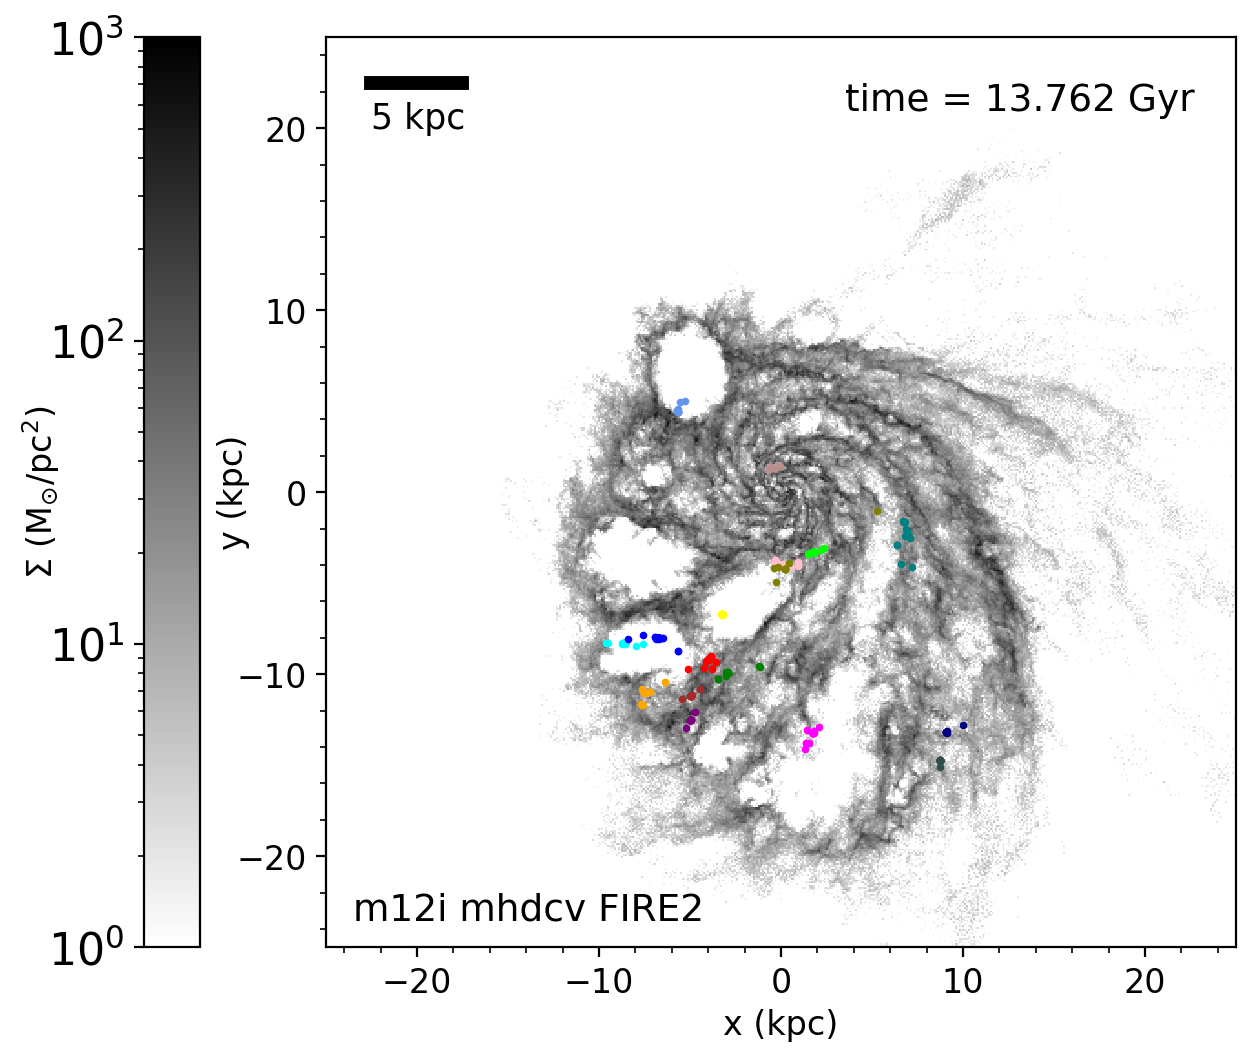 10³
10²
10¹
10⁰
Σ (M⊙/pc²)
y (kpc)
20
10
0
−10
−20
5 kpc
time = 13.762 Gyr
m12i mhdcv FIRE2
−20
−10
0
10
20
x (kpc)